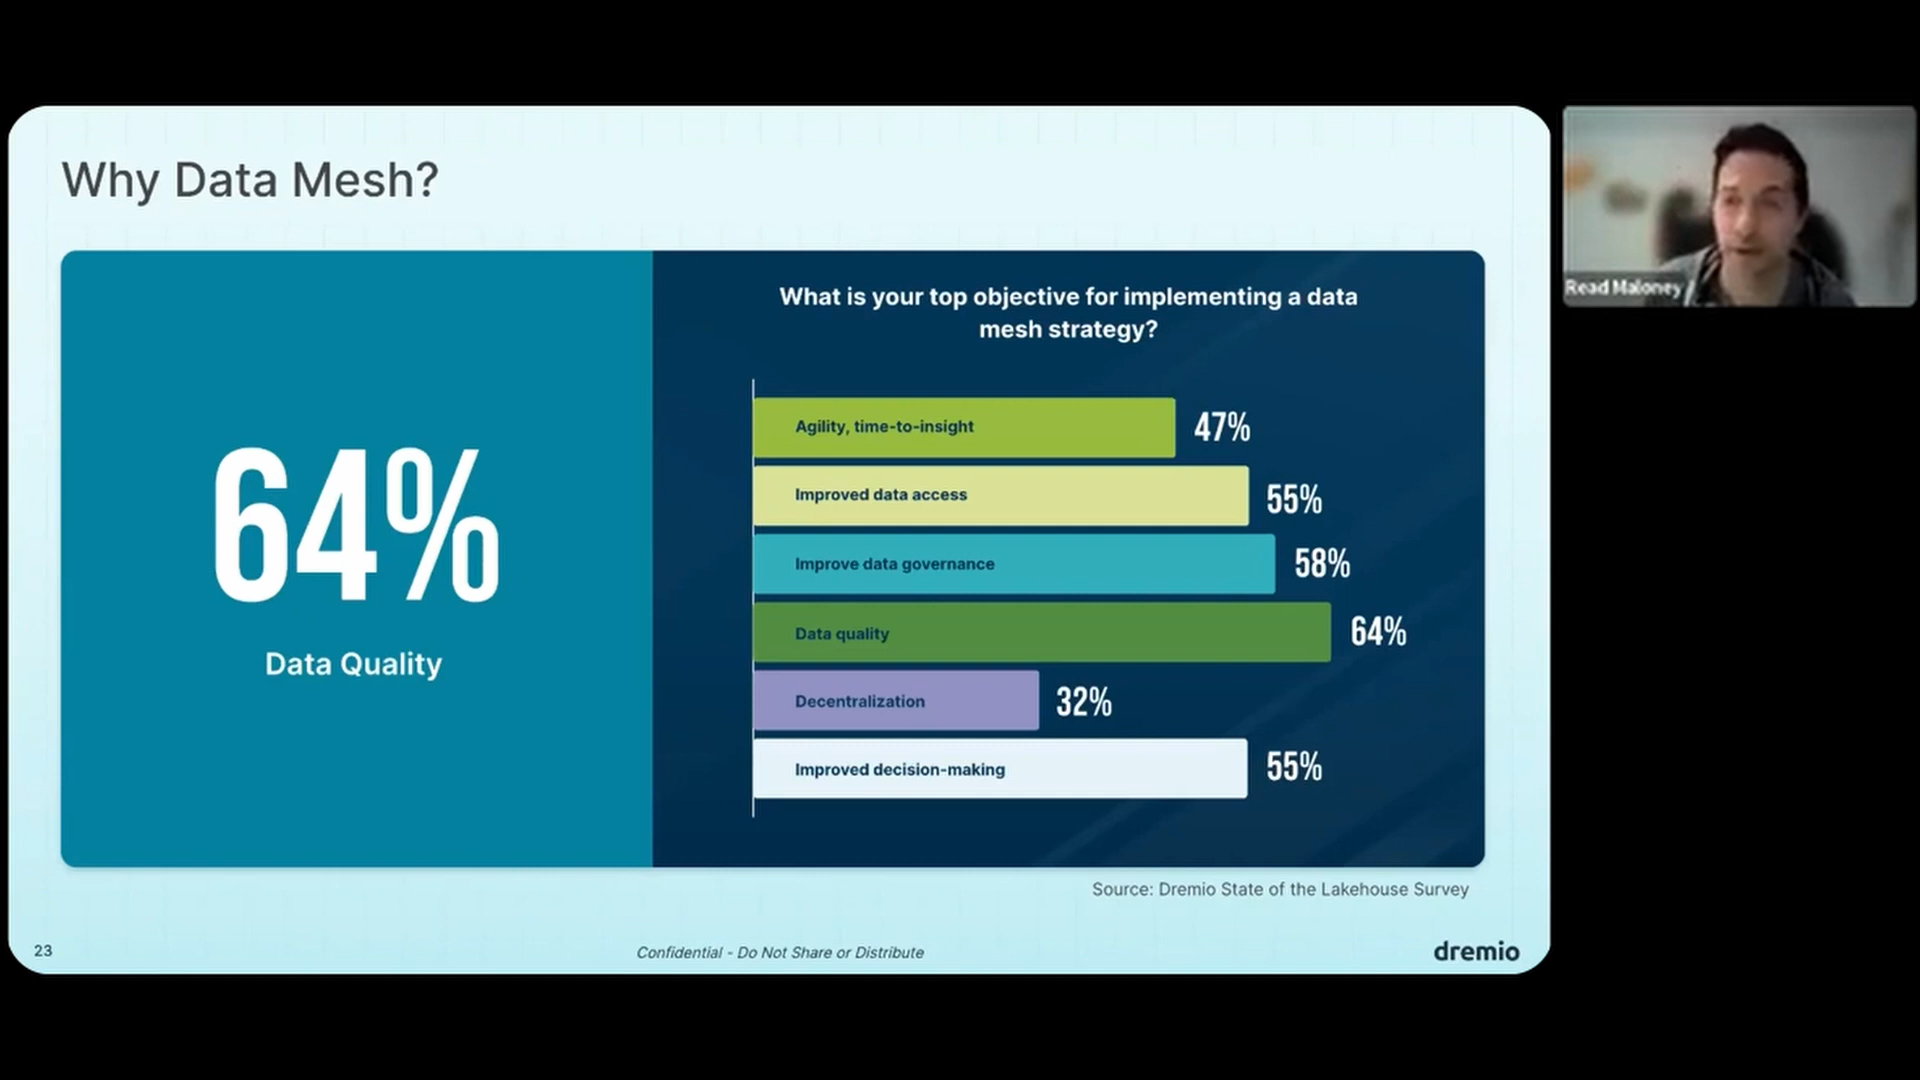 Why Data Mesh?
64%
Data Quality
What is your top objective for implementing a data
mesh strategy?
Agility, time-to-insight 47%
Improved data access 55%
Improve data governance 58%
Data quality 64%
Decentralization 32%
Improved decision-making 55%
Source: Dremio State of the Lakehouse Survey
23
Confidential - Do Not Share or Distribute
dremio
Read Maloney